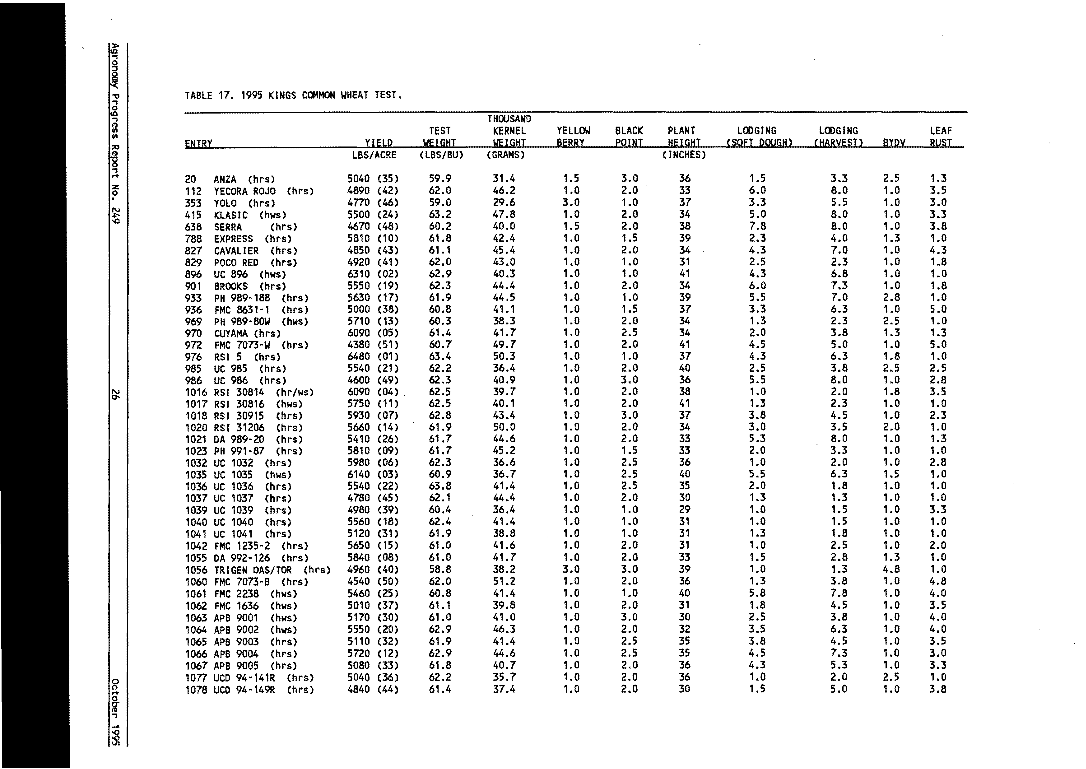 Agronomy Progress Report No. 249
26
October 1995
TABLE 17. 1995 KINGS COMMON WHEAT TEST.
THOUSAND
TEST KERNEL YELLOW BLACK PLANT LODGING LODGING LEAF
ENTRY YIELD WEIGHT WEIGHT BERRY POINT HEIGHT (SOFT DOUGH) (HARVEST) BYDV RUST
LBS/ACRE (LBS/BU) (GRAMS) (INCHES)
20 ANZA (hrs) 5040 (35) 59.9 31.4 1.5 3.0 36 1.5 3.3 2.5 1.3
112 YECORA ROJO (hrs) 4890 (42) 62.0 46.2 1.0 2.0 33 6.0 8.0 1.0 3.5
353 YOLO (hrs) 4770 (46) 59.0 29.6 3.0 1.0 37 3.3 5.5 1.0 3.0
415 KLASIC (hws) 5500 (24) 63.2 47.8 1.0 2.0 34 5.0 8.0 1.0 3.3
638 SERRA (hrs) 4670 (48) 60.2 40.0 1.5 2.0 38 7.8 8.0 1.0 3.8
788 EXPRESS (hrs) 5810 (10) 61.8 42.4 1.0 1.5 39 2.3 4.0 1.3 1.0
827 CAVALIER (hrs) 4850 (43) 61.1 45.4 1.0 2.0 34 4.3 7.0 1.0 4.3
829 POCO RED (hrs) 4920 (41) 62.0 43.0 1.0 1.0 31 2.5 2.3 1.0 1.8
896 UC 896 (hws) 6310 (02) 62.9 40.3 1.0 1.0 41 4.3 6.8 1.0 1.0
901 BROOKS (hrs) 5550 (19) 62.3 44.4 1.0 2.0 34 6.0 7.3 1.0 1.8
933 PH 989-188 (hrs) 5630 (17) 61.9 44.5 1.0 1.0 39 5.5 7.0 2.8 1.0
936 FMC 8631-1 (hrs) 5000 (38) 60.8 41.1 1.0 1.5 37 3.3 6.3 1.0 5.0
969 PH 989-80W (hws) 5710 (13) 60.3 38.3 1.0 2.0 34 1.3 2.3 2.5 1.0
970 CUYAMA (hrs) 6090 (05) 61.4 41.7 1.0 2.5 34 2.0 3.8 1.3 1.3
972 FMC 7073-W (hrs) 4380 (51) 60.7 49.7 1.0 2.0 41 4.5 5.0 1.0 5.0
976 RSI 5 (hrs) 6480 (01) 63.4 50.3 1.0 1.0 37 4.3 6.3 1.8 1.0
985 UC 985 (hrs) 5540 (21) 62.2 36.4 1.0 2.0 40 2.5 3.8 2.5 2.5
986 UC 986 (hrs) 4600 (49) 62.3 40.9 1.0 3.0 36 5.5 8.0 1.0 2.8
1016 RSI 30814 (hr/ws) 6090 (04) 62.5 39.7 1.0 2.0 38 1.0 2.0 1.8 3.5
1017 RSI 30816 (hws) 5750 (11) 62.5 40.1 1.0 2.0 41 1.3 2.3 1.0 1.0
1018 RSI 30915 (hrs) 5930 (07) 62.8 43.4 1.0 3.0 37 3.8 4.5 1.0 2.3
1020 RSI 31206 (hrs) 5660 (14) 61.9 50.0 1.0 2.0 34 3.0 3.5 2.0 1.0
1021 DA 989-20 (hrs) 5410 (26) 61.7 44.6 1.0 2.0 33 5.3 8.0 1.0 1.3
1023 PH 991-87 (hrs) 5810 (09) 61.7 45.2 1.0 1.5 33 2.0 3.3 1.0 1.0
1032 UC 1032 (hrs) 5980 (06) 62.3 36.6 1.0 2.5 36 1.0 2.0 1.0 2.8
1035 UC 1035 (hws) 6140 (03) 60.9 36.7 1.0 2.5 40 5.5 6.3 1.5 1.0
1036 UC 1036 (hrs) 5540 (22) 63.8 41.4 1.0 2.5 35 2.0 1.8 1.0 1.0
1037 UC 1037 (hrs) 4780 (45) 62.1 44.4 1.0 2.0 30 1.3 1.3 1.0 1.0
1039 UC 1039 (hrs) 4980 (39) 60.4 36.4 1.0 1.0 29 1.0 1.5 1.0 3.3
1040 UC 1040 (hrs) 5560 (18) 62.4 41.4 1.0 1.0 31 1.0 1.5 1.0 1.0
1041 UC 1041 (hrs) 5120 (31) 61.9 38.8 1.0 1.0 31 1.3 1.8 1.0 1.0
1042 FMC 1235-2 (hrs) 5650 (15) 61.0 41.6 1.0 2.0 31 1.0 2.5 1.0 2.0
1055 DA 992-126 (hrs) 5840 (08) 61.0 41.7 1.0 2.0 33 1.5 2.8 1.3 1.0
1056 TRIGEN DAS/TOR (hrs) 4960 (40) 58.8 38.2 3.0 3.0 39 1.0 1.3 4.8 1.0
1060 FMC 7073-B (hrs) 4540 (50) 62.0 51.2 1.0 2.0 36 1.3 3.8 1.0 4.8
1061 FMC 2238 (hws) 5460 (25) 60.8 41.4 1.0 1.0 40 5.8 7.8 1.0 4.0
1062 FMC 1636 (hws) 5010 (37) 61.1 39.8 1.0 2.0 31 1.8 4.5 1.0 3.5
1063 APB 9001 (hws) 5170 (30) 61.0 41.0 1.0 3.0 30 2.5 3.8 1.0 4.0
1064 APB 9002 (hws) 5550 (20) 62.9 46.3 1.0 2.0 32 3.5 6.3 1.0 4.0
1065 APB 9003 (hrs) 5110 (32) 61.9 41.4 1.0 2.5 35 3.8 4.5 1.0 3.5
1066 APB 9004 (hrs) 5720 (12) 62.9 44.6 1.0 2.5 35 4.5 7.3 1.0 3.0
1067 APB 9005 (hrs) 5080 (33) 61.8 40.7 1.0 2.0 36 4.3 5.3 1.0 3.3
1077 UCD 94-141R (hrs) 5040 (36) 62.2 35.7 1.0 2.0 36 1.0 2.0 2.5 1.0
1078 UCD 94-149R (hrs) 4840 (44) 61.4 37.4 1.0 2.0 30 1.5 5.0 1.0 3.8